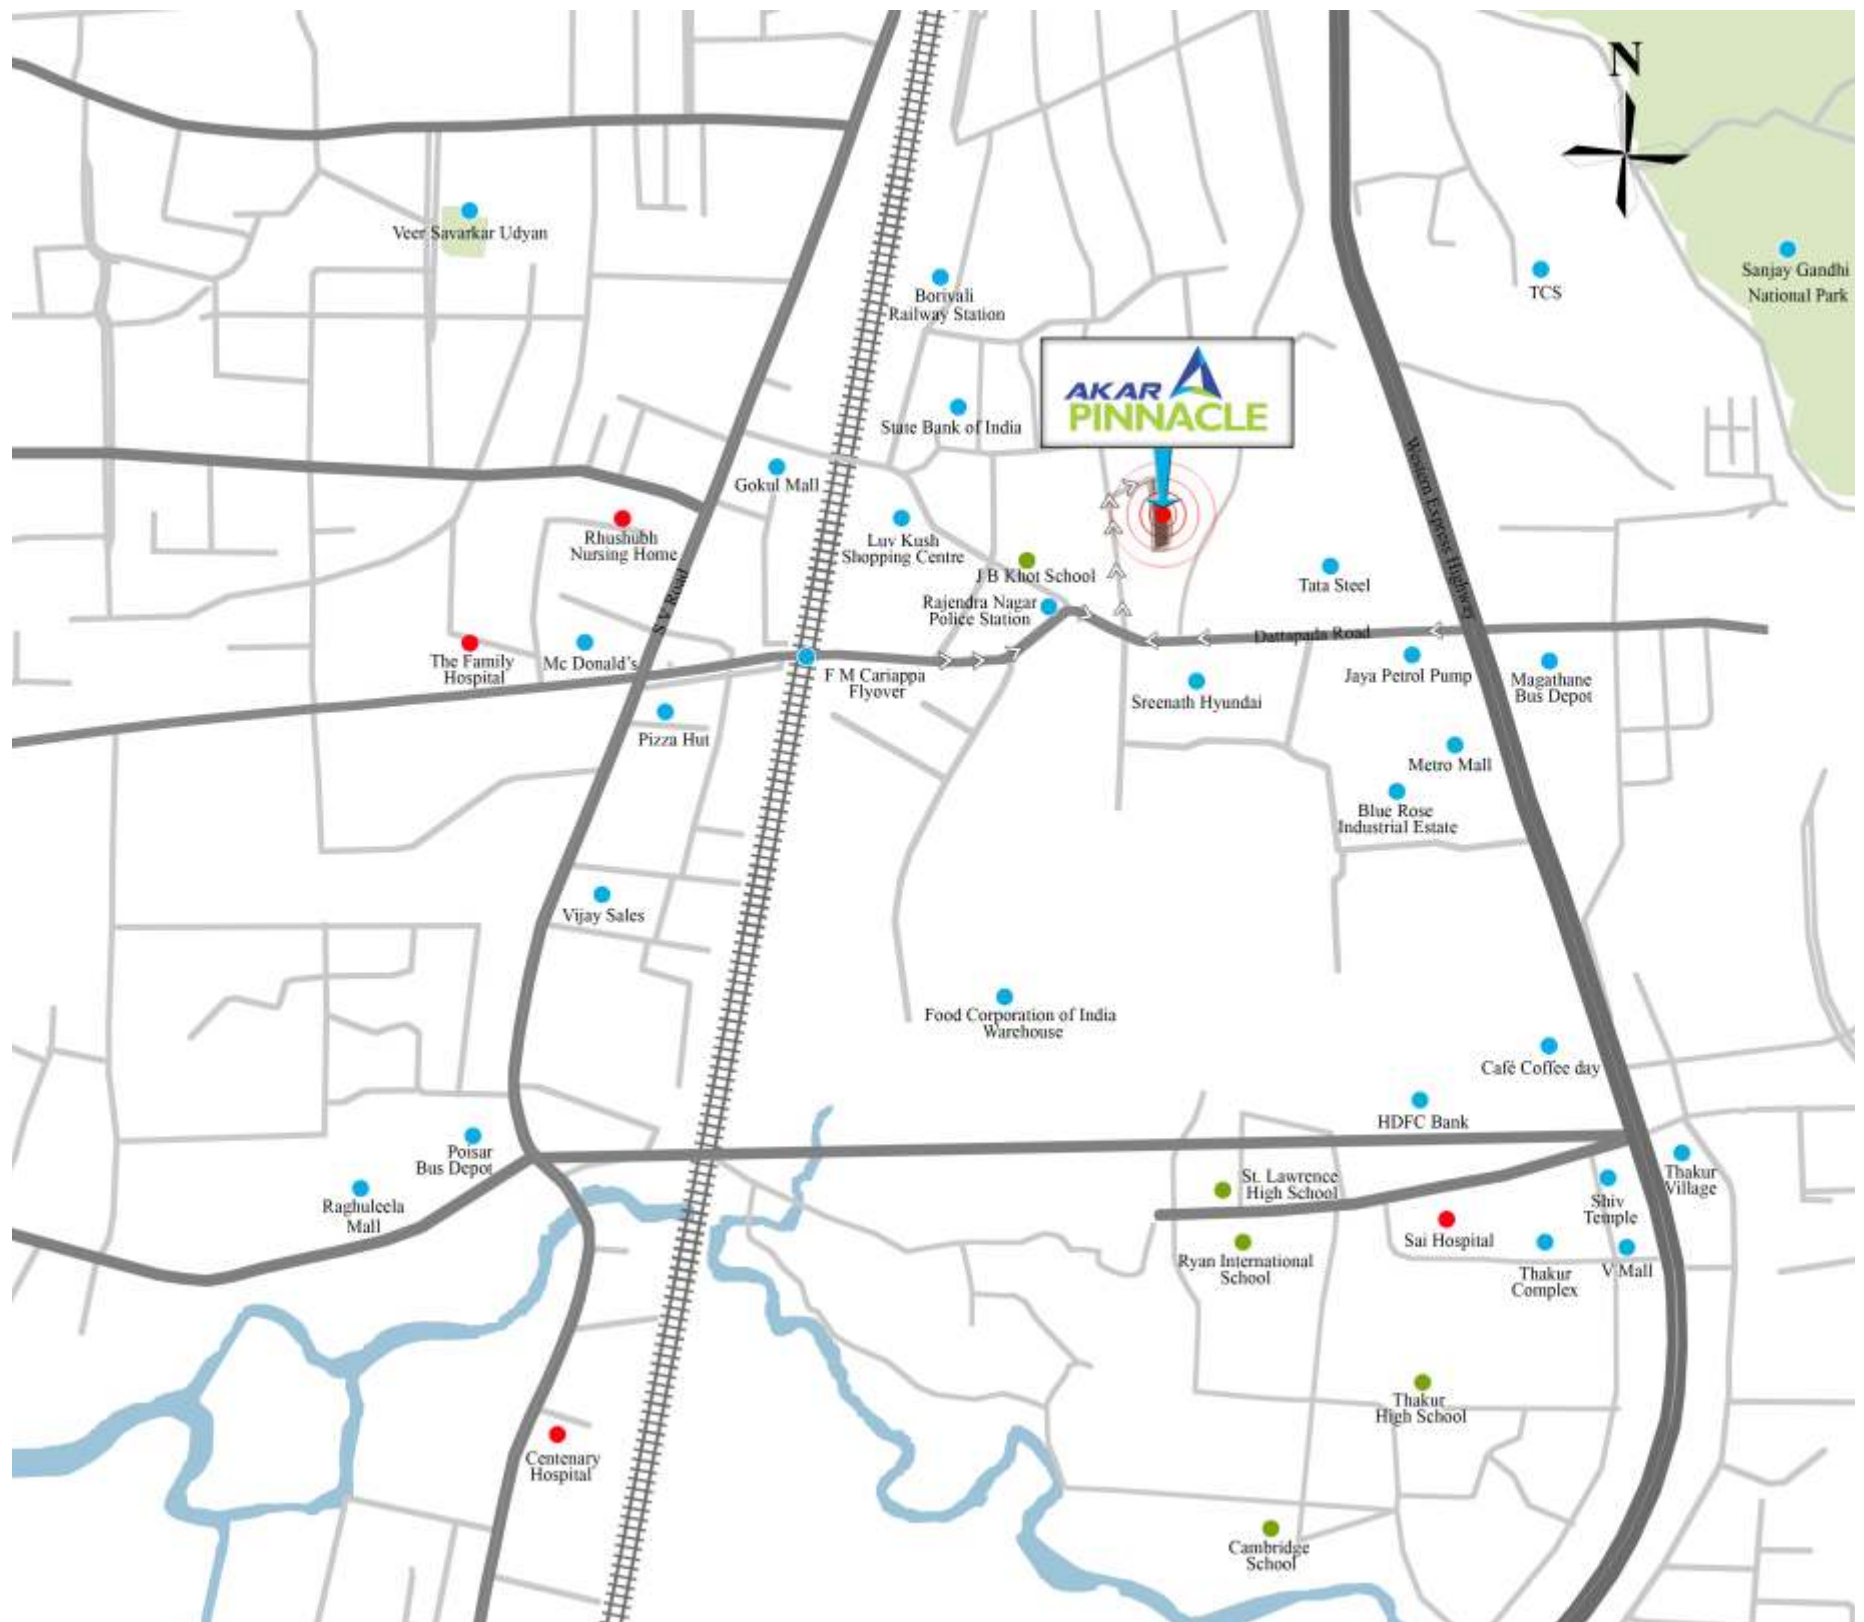 N
Veer Savarkar Udyan
Borivali
Railway Station
TCS
Sanjay Gandhi
National Park
AKAR
PINNACLE
State Bank of India
Gokul Mall
Western Express Highway
Rhushubh
Nursing Home
Luv Kush
Shopping Centre
J B Khot School
Tata Steel
S V Road
Rajendra Nagar
Police Station
Dattapada Road
The Family
Hospital
Mc Donald's
F M Cariappa
Flyover
Sreenath Hyundai
Jaya Petrol Pump
Magathane
Bus Depot
Pizza Hut
Metro Mall
Blue Rose
Industrial Estate
Vijay Sales
Food Corporation of India
Warehouse
Café Coffee day
HDFC Bank
Poisar
Bus Depot
Raghuleela
Mall
St. Lawrence
High School
Thakur
Village
Shiv
Temple
Sai Hospital
Ryan International
School
Thakur
Complex
V Mall
Thakur
High School
Centenary
Hospital
Cambridge
School